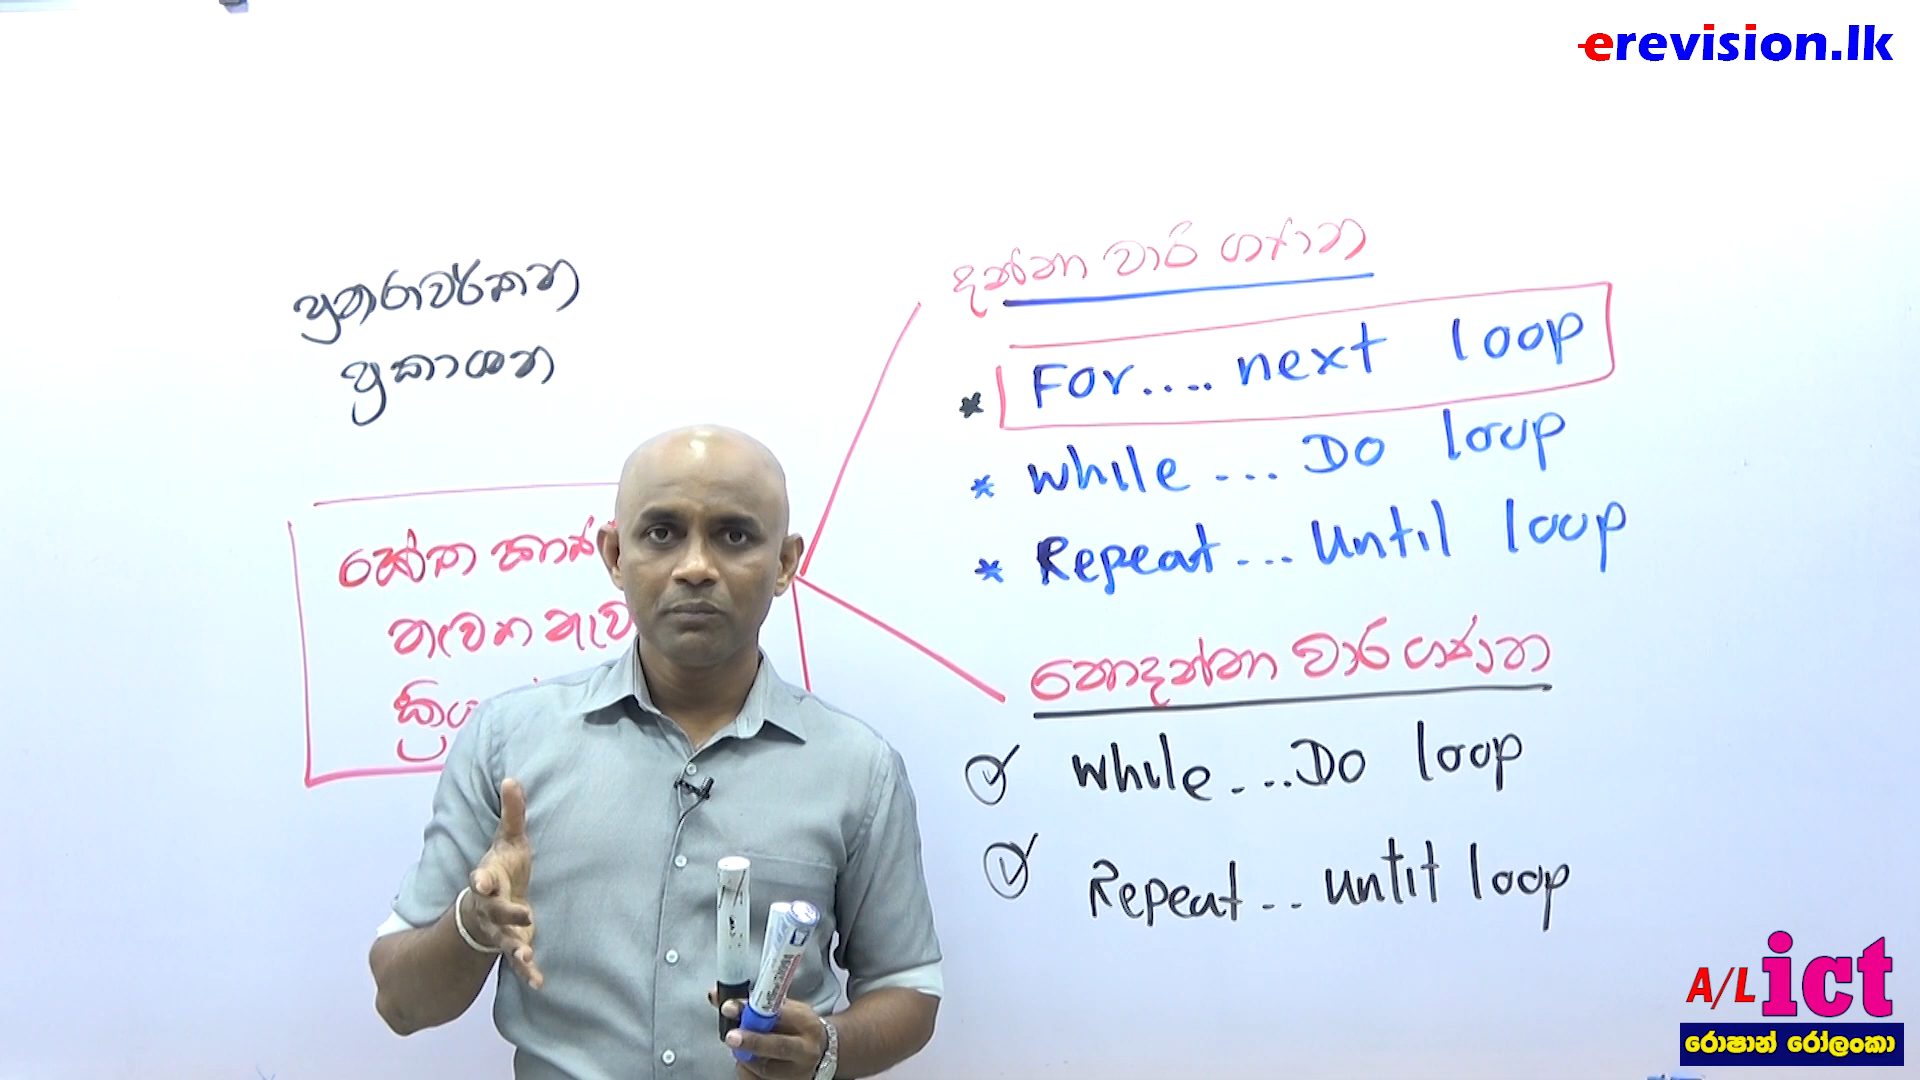 erevision.lk
පුනරාවර්තන
ප්‍රකාශන
නැවත නැව
ක්‍රිය
දන්නා වාර ගණන
* For.... next loop
* While ... Do loop
* Repeat... Until loop
නොදන්නා වාර ගණන
While ... Do loop
Repeat .. until loop
A/L ict
රොෂාන් රෝලංකා